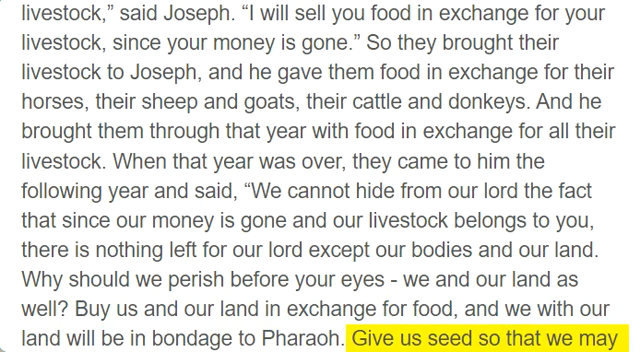 livestock,” said Joseph. “I will sell you food in exchange for your
livestock, since your money is gone.” So they brought their
livestock to Joseph, and he gave them food in exchange for their
horses, their sheep and goats, their cattle and donkeys. And he
brought them through that year with food in exchange for all their
livestock. When that year was over, they came to him the
following year and said, “We cannot hide from our lord the fact
that since our money is gone and our livestock belongs to you,
there is nothing left for our lord except our bodies and our land.
Why should we perish before your eyes - we and our land as
well? Buy us and our land in exchange for food, and we with our
land will be in bondage to Pharaoh. Give us seed so that we may